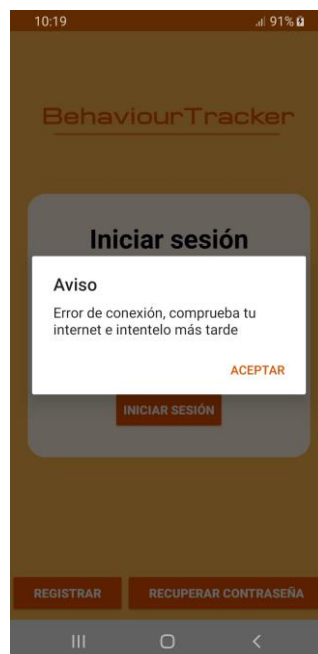 10:19
91%
BehaviourTracker
Iniciar sesión
Aviso
Error de conexión, comprueba tu
internet e intentelo más tarde
ACEPTAR
INICIAR SESIÓN
REGISTRAR
RECUPERAR CONTRASEÑA